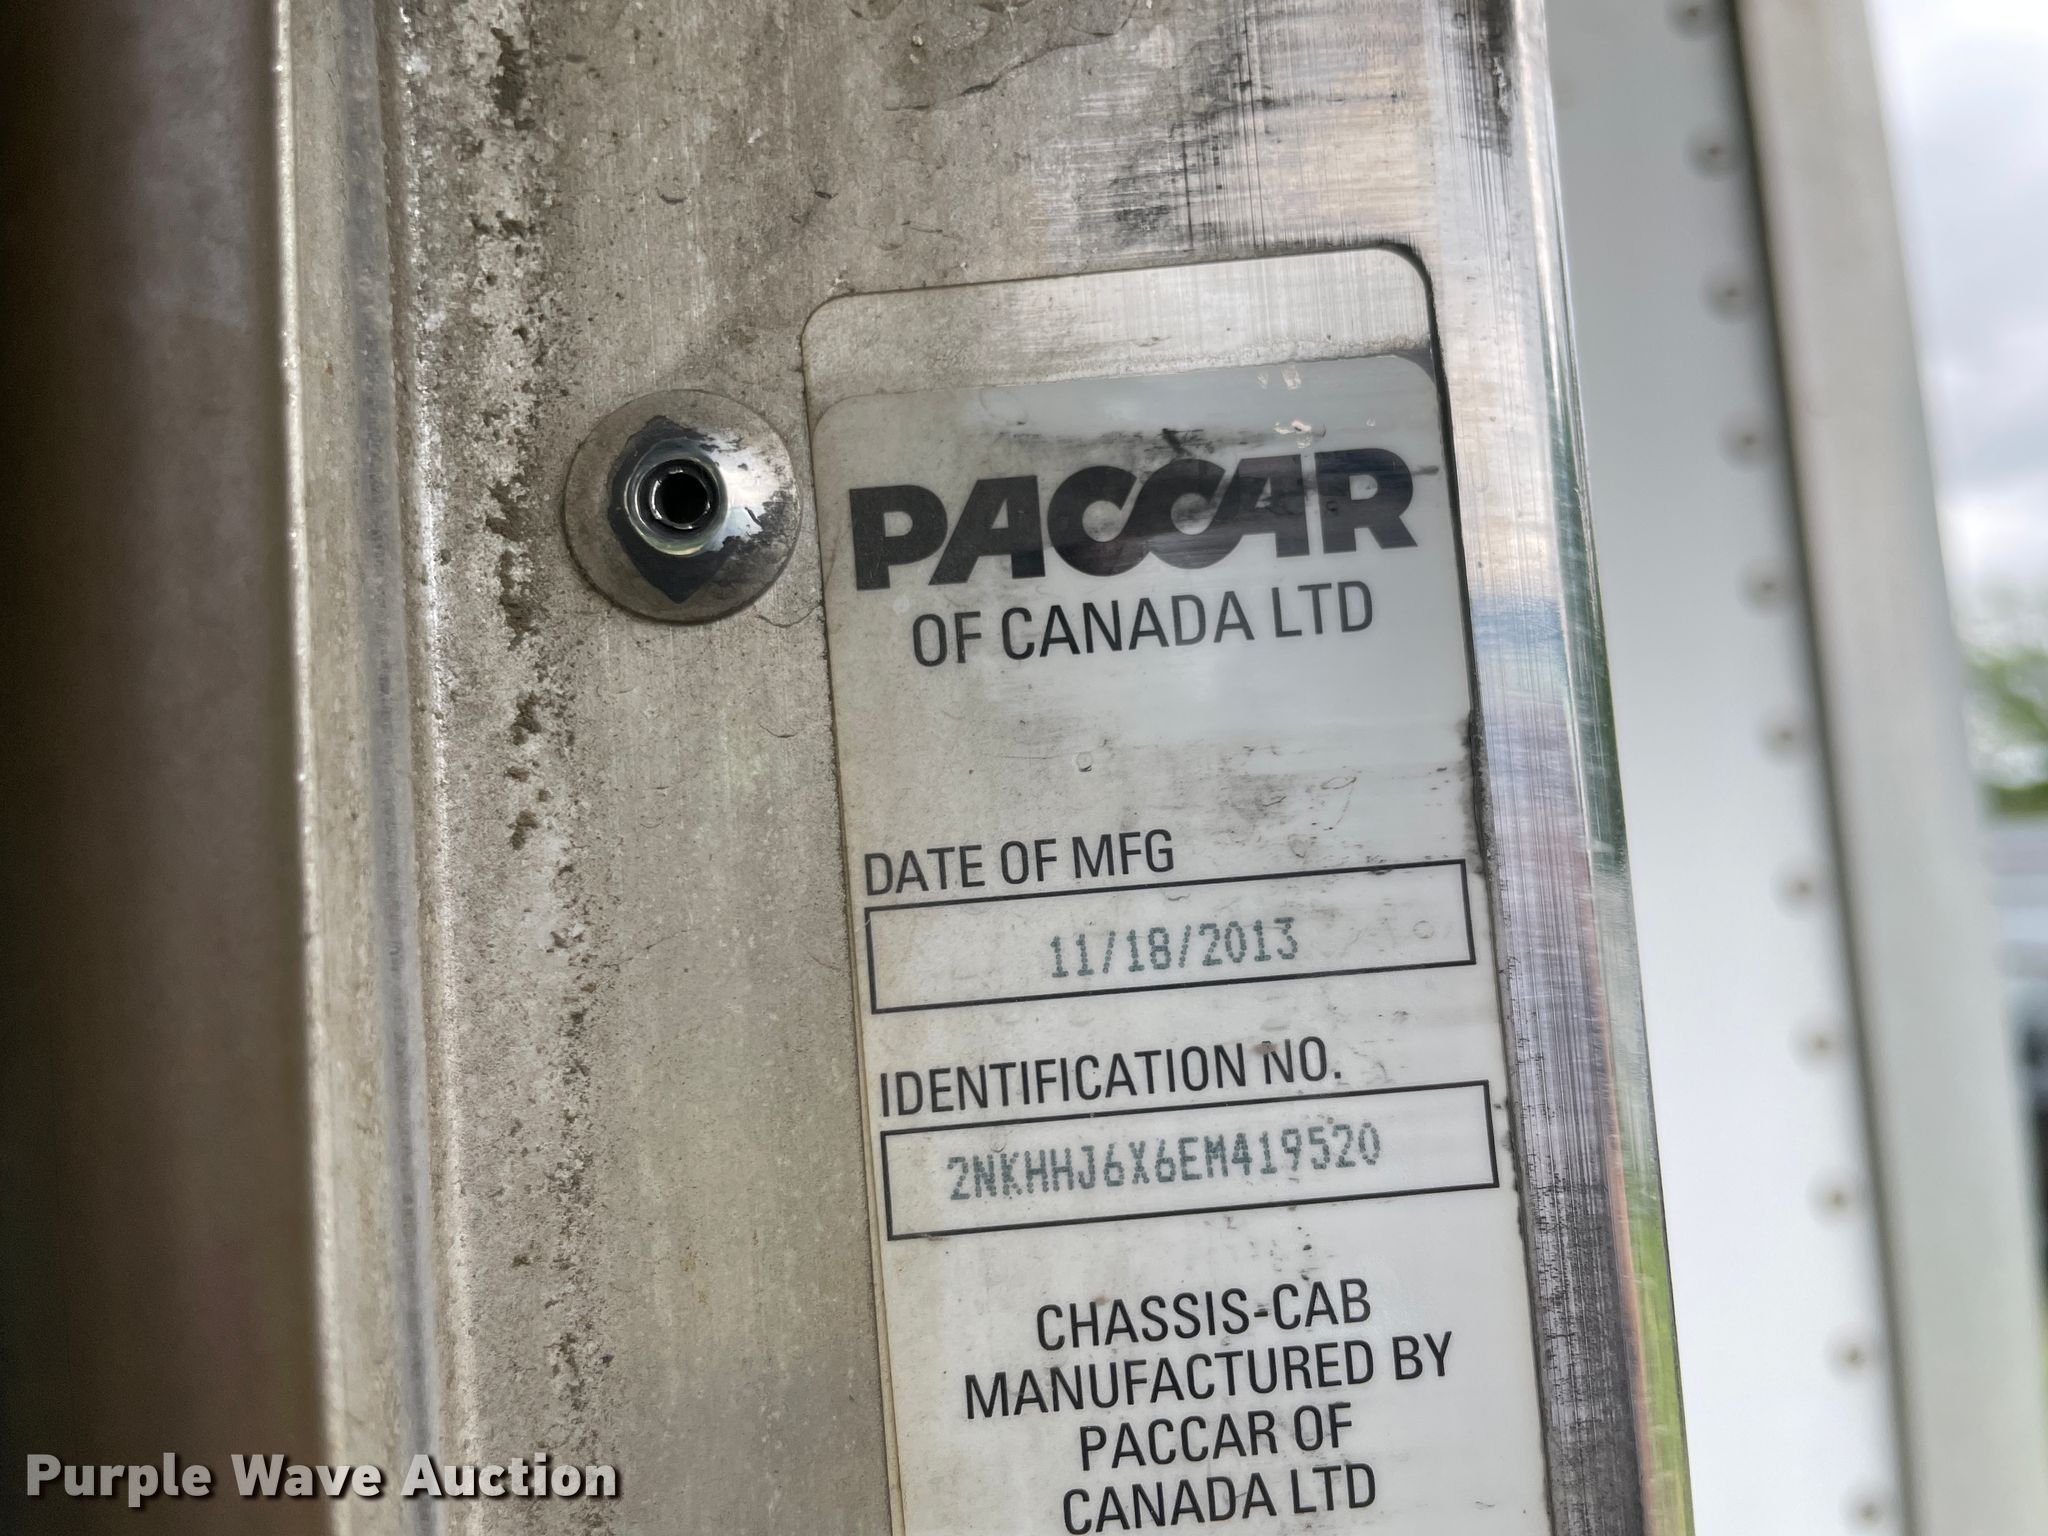 PACCAR
OF CANADA LTD
DATE OF MFG
11/18/2013
IDENTIFICATION NO.
2NKHHJ6X6EM419520
CHASSIS-CAB
MANUFACTURED BY
PACCAR OF
CANADA LTD
Purple Wave Auction